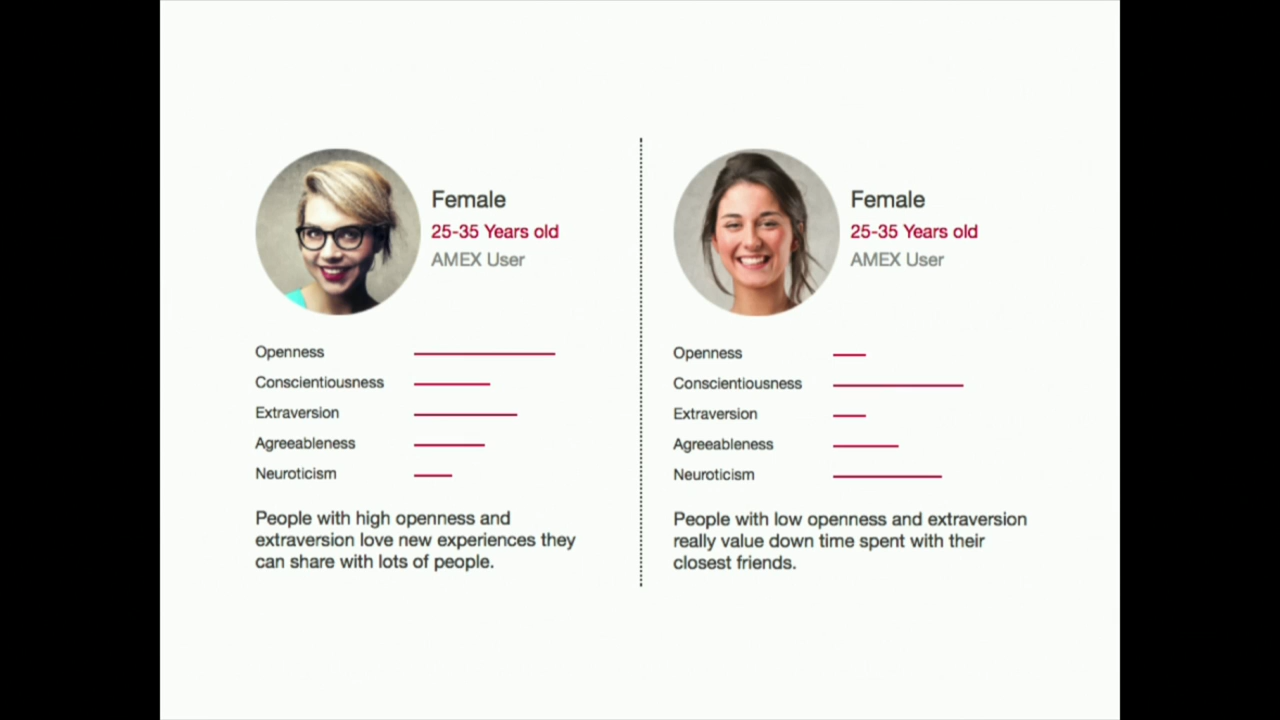 Female
25-35 Years old
AMEX User
Openness
Conscientiousness
Extraversion
Agreeableness
Neuroticism
People with high openness and
extraversion love new experiences they
can share with lots of people.
Female
25-35 Years old
AMEX User
Openness
Conscientiousness
Extraversion
Agreeableness
Neuroticism
People with low openness and extraversion
really value down time spent with their
closest friends.